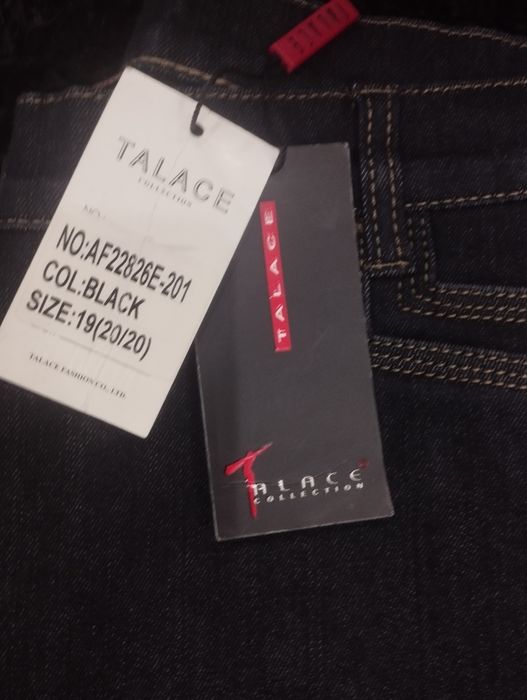 TALACE
COLLECTION
NO:AF22826E-201
COL:BLACK
SIZE:19(20/20)
TALACE FASHION CO., LTD.
TALACE
TALACE
COLLECTION